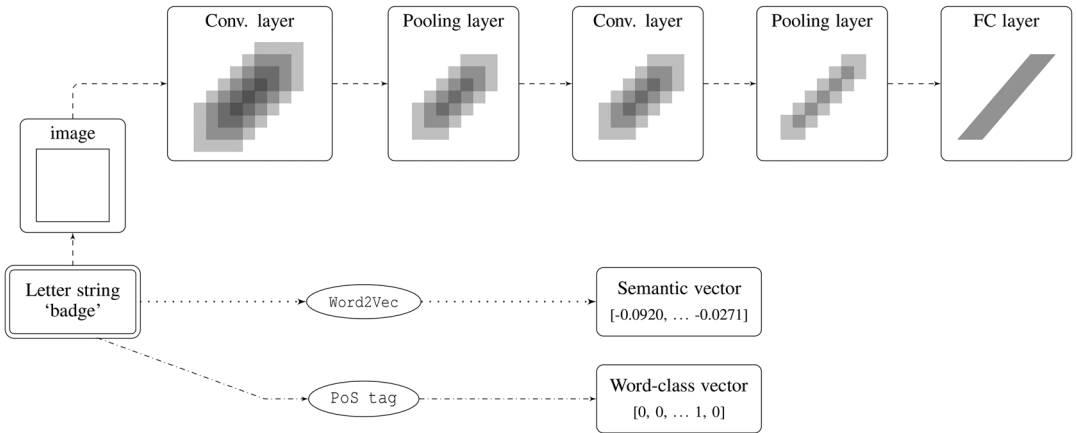 Conv. layer
Pooling layer
Conv. layer
Pooling layer
FC layer
image
Letter string
‘badge’
Word2Vec
Semantic vector
[-0.0920, … -0.0271]
PoS tag
Word-class vector
[0, 0, … 1, 0]